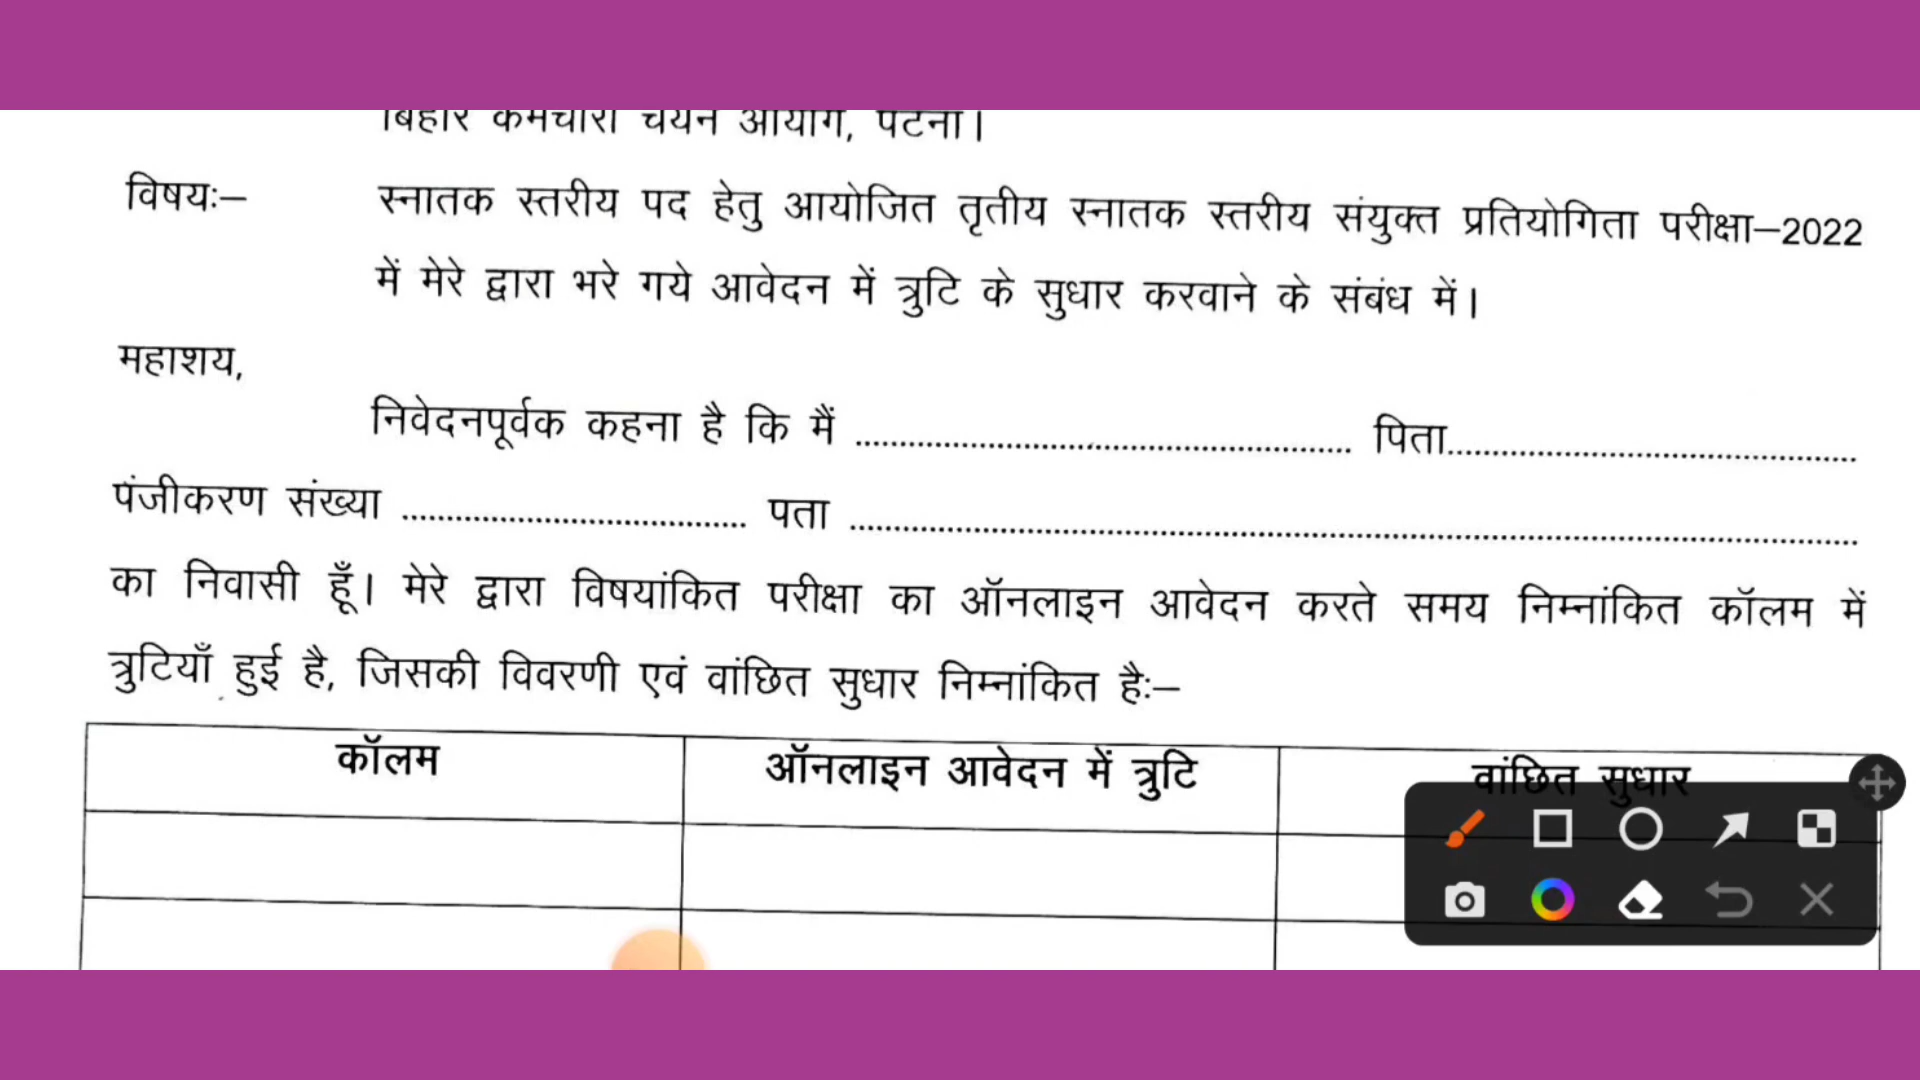 बिहार कर्मचारी चयन आयोग, पटना।
विषयः— स्नातक स्तरीय पद हेतु आयोजित तृतीय स्नातक स्तरीय संयुक्त प्रतियोगिता परीक्षा—2022
में मेरे द्वारा भरे गये आवेदन में त्रुटि के सुधार करवाने के संबंध में।
महाशय,
निवेदनपूर्वक कहना है कि मैं ........................................................ पिता..............................................
पंजीकरण संख्या ....................................... पता ..................................................................................................................
का निवासी हूँ। मेरे द्वारा विषयांकित परीक्षा का ऑनलाइन आवेदन करते समय निम्नांकित कॉलम में
त्रुटियाँ हुई है, जिसकी विवरणी एवं वांछित सुधार निम्नांकित हैः—
कॉलम ऑनलाइन आवेदन में त्रुटि वांछित सुधार